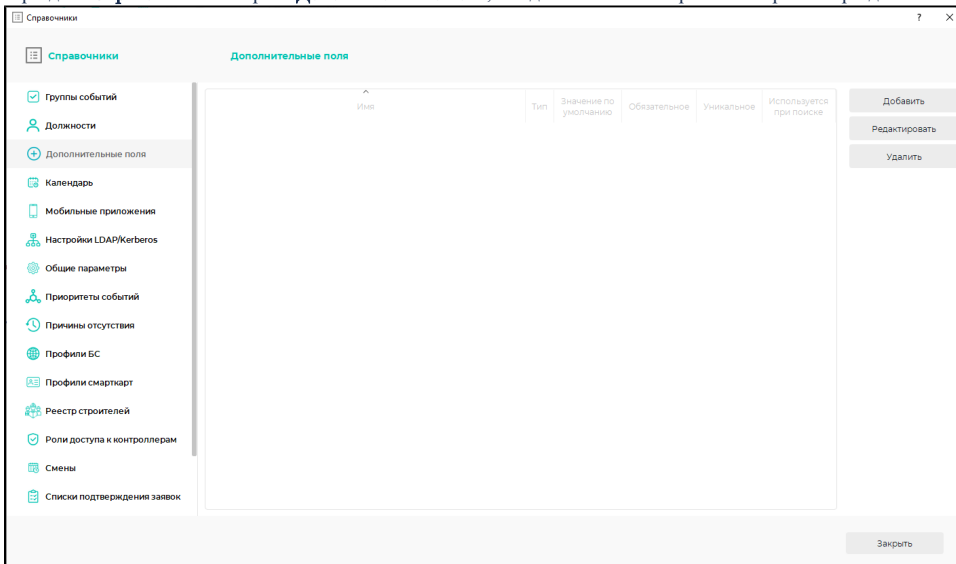 Справочники
?
Справочники
Дополнительные поля
Группы событий
Должности
Дополнительные поля
Календарь
Мобильные приложения
Настройки LDAP/Kerberos
Общие параметры
Приоритеты событий
Причины отсутствия
Профили БС
Профили смарткарт
Реестр строителей
Роли доступа к контроллерам
Смены
Списки подтверждения заявок
Имя
Тип
Значение по умолчанию
Обязательное
Уникальное
Используется при поиске
Добавить
Редактировать
Удалить
Закрыть